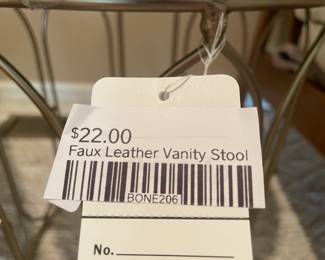 $22.00
Faux Leather Vanity Stool
BONE206
No.